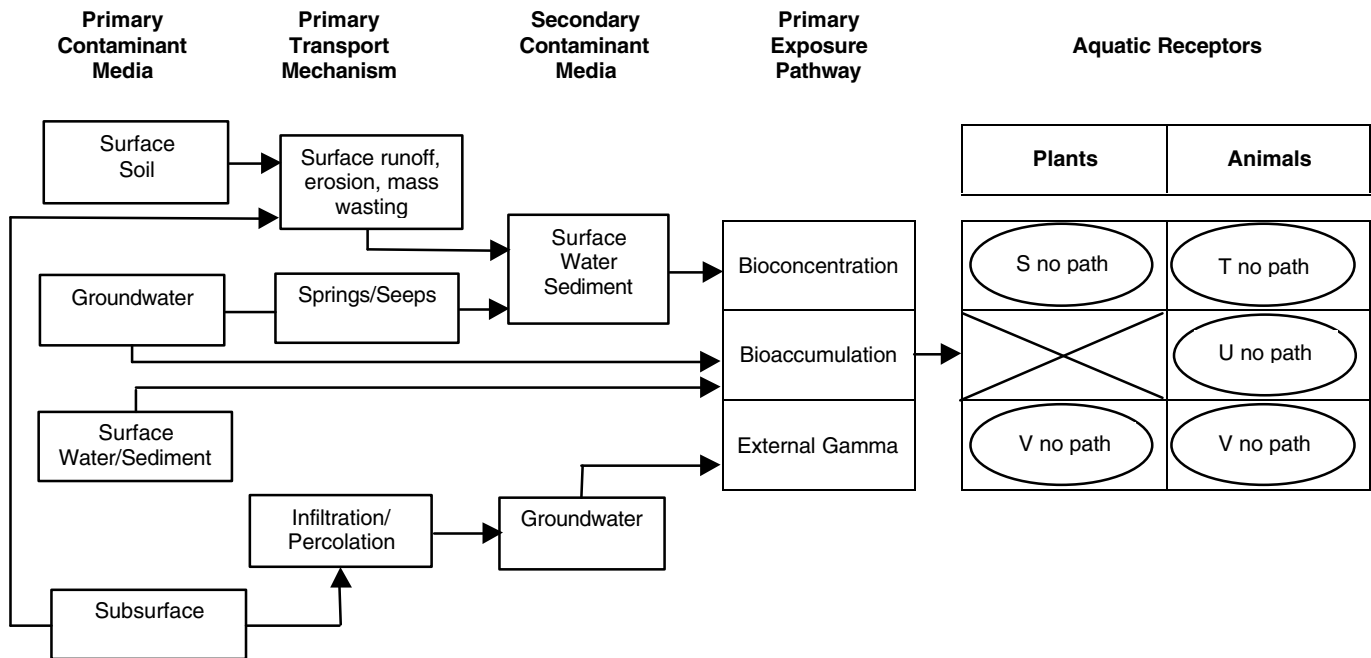 Primary
Contaminant
Media
Primary
Transport
Mechanism
Secondary
Contaminant
Media
Primary
Exposure
Pathway
Aquatic Receptors
Surface
Soil
Surface runoff,
erosion, mass
wasting
Plants
Animals
Surface
Water
Sediment
Bioconcentration
S no path
T no path
Groundwater
Springs/Seeps
Bioaccumulation
U no path
Surface
Water/Sediment
External Gamma
V no path
V no path
Infiltration/
Percolation
Groundwater
Subsurface